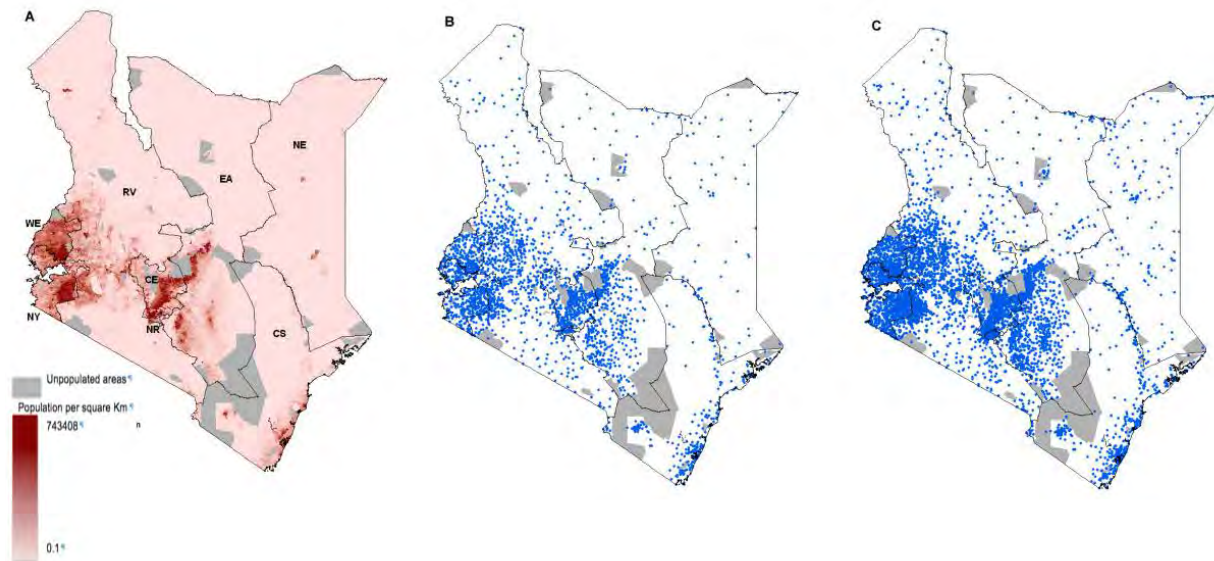 A
B
C
NE
EA
RV
WE
CE
NY
NR
CS
Unpopulated areas
Population per square Km
743408
n
0.1